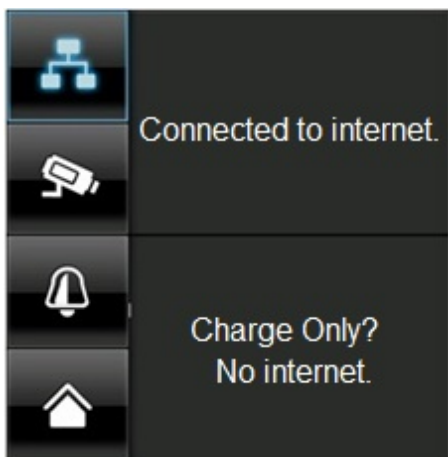 Connected to internet.
Charge Only?
No internet.